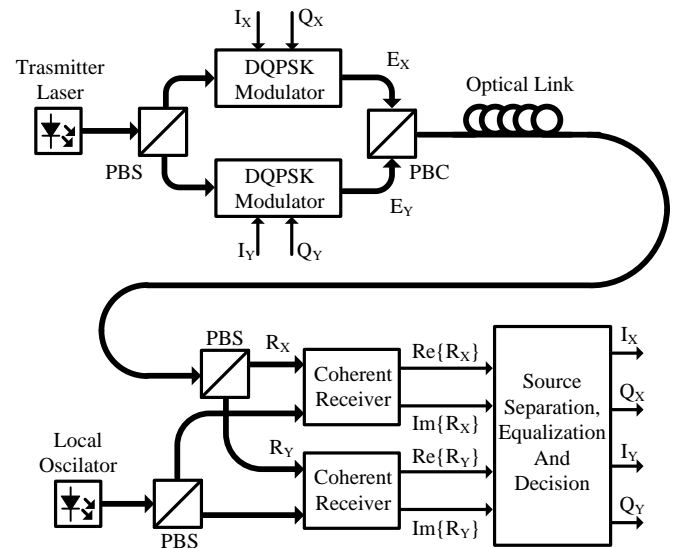 I_X
Q_X
Trasmitter
Laser
DQPSK
Modulator
E_X
Optical Link
PBS
PBC
DQPSK
Modulator
E_Y
I_Y
Q_Y
PBS
R_X
Coherent
Receiver
Re{R_X}
Im{R_X}
Source
Separation,
Equalization
And
Decision
I_X
Q_X
I_Y
Q_Y
Local
Oscilator
R_Y
Coherent
Receiver
Re{R_Y}
Im{R_Y}
PBS